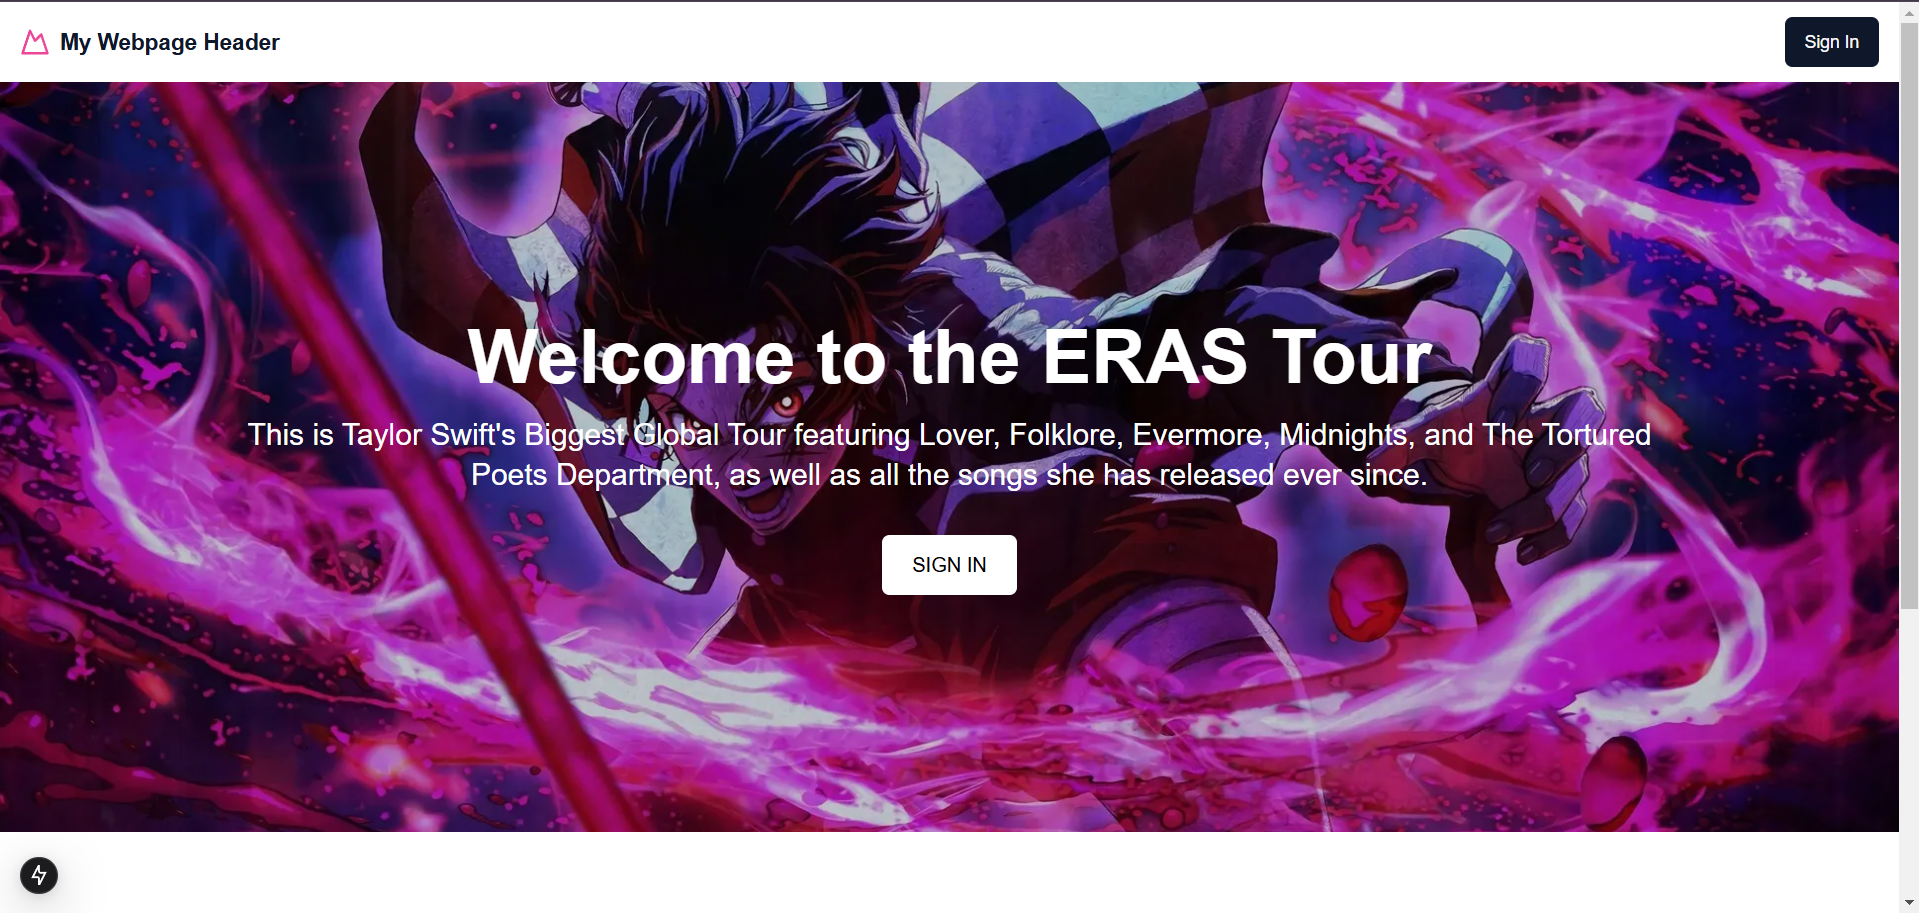 My Webpage Header
Sign In
Welcome to the ERAS Tour
This is Taylor Swift's Biggest Global Tour featuring Lover, Folklore, Evermore, Midnights, and The Tortured
Poets Department, as well as all the songs she has released ever since.
SIGN IN